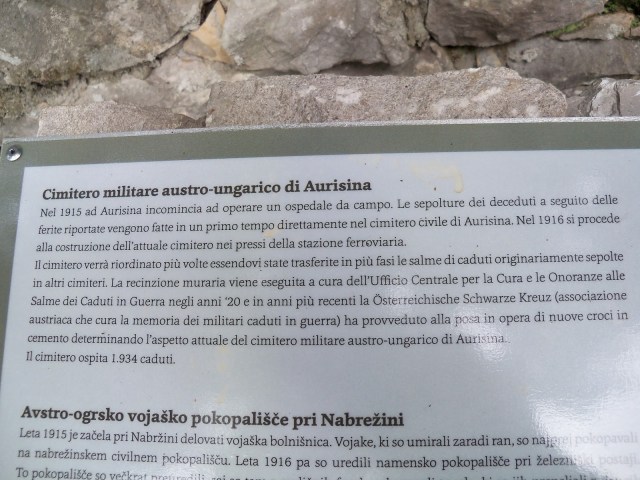 Cimitero militare austro-ungarico di Aurisina
Nel 1915 ad Aurisina incomincia ad operare un ospedale da campo. Le sepolture dei deceduti a seguito delle
ferite riportate vengono fatte in un primo tempo direttamente nel cimitero civile di Aurisina. Nel 1916 si procede
alla costruzione dell'attuale cimitero nei pressi della stazione ferroviaria.
Il cimitero verrà riordinato più volte essendovi state trasferite in più fasi le salme di caduti originariamente sepolte
in altri cimiteri. La recinzione muraria viene eseguita a cura dell'Ufficio Centrale per la Cura e le Onoranze alle
Salme dei Caduti in Guerra negli anni '20 e in anni più recenti la Österreichische Schwarze Kreuz (associazione
austriaca che cura la memoria dei militari caduti in guerra) ha provveduto alla posa in opera di nuove croci in
cemento determinando l'aspetto attuale del cimitero militare austro-ungarico di Aurisina.
Il cimitero ospita 1.934 caduti.
Avstro-ogrsko vojaško pokopališče pri Nabrežini
Leta 1915 je začela pri Nabržini delovati vojaška bolnišnica. Vojake, ki so umirali zaradi ran, so najprej pokopavali
na nabrežinskem civilnem pokopališču. Leta 1916 pa so uredili namensko pokopališče pri železniški postaji.
To pokopališče so večkrat